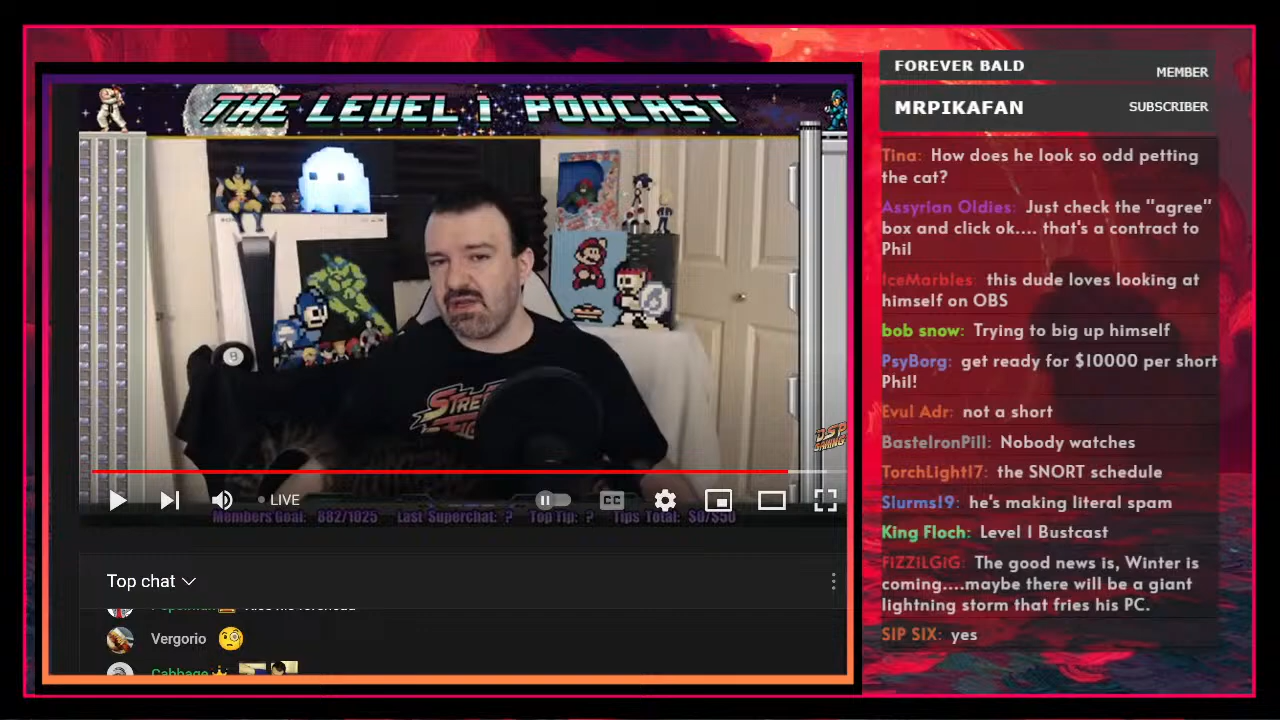 THE LEVEL 1 PODCAST
FOREVER BALD
MEMBER
MRPIKAFAN
SUBSCRIBER
Tina: How does he look so odd petting
the cat?
Assyrian Oldies: Just check the "agree"
box and click ok.... that's a contract to
Phil
IceMarbles: this dude loves looking at
himself on OBS
bob snow: Trying to big up himself
PsyBorg: get ready for $10000 per short
Phil!
Evul Adr: not a short
BasteIronPill: Nobody watches
TorchLight17: the SNORT schedule
Slurms19: he's making literal spam
King Floch: Level 1 Bustcast
FiZZiLGiG: The good news is, Winter is
coming....maybe there will be a giant
lightning storm that fries his PC.
SIP SIX: yes
8
DSP
GAMING
LIVE
CC
Members Goal: 882/1025 Last Superchat: ? Top Tip: ? Tips Total: $0/$50
Top chat
Vergorio
Cabbage